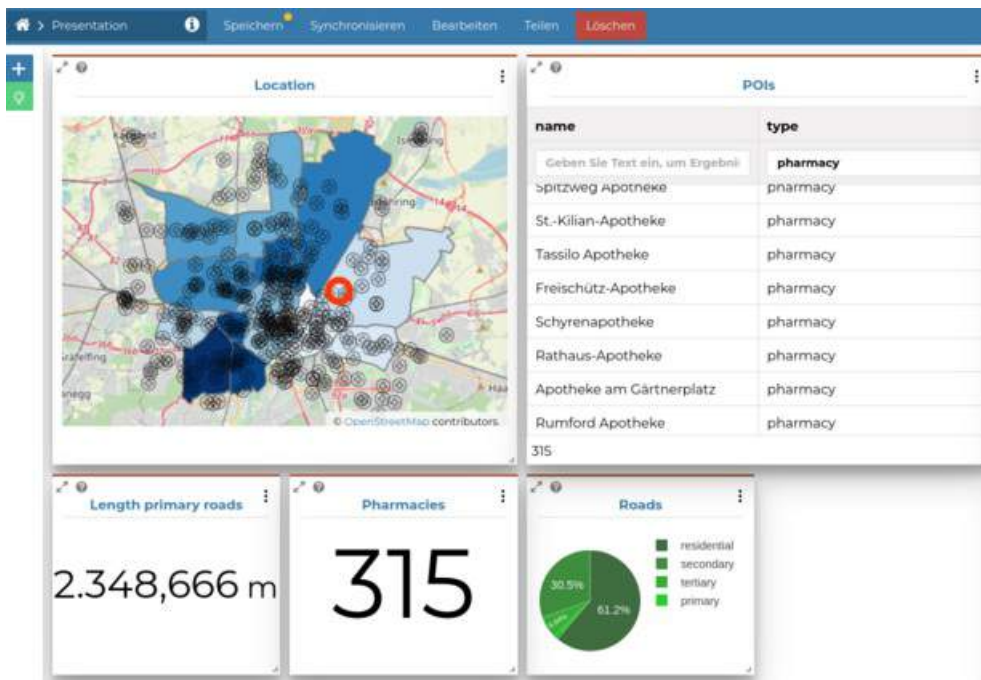 Presentation
Speichern
Synchronisieren
Bearbeiten
Teilen
Löschen
Location
© OpenStreetMap contributors.
POIs
name type
Geben Sie Text ein, um Ergebni pharmacy
Spitzweg Apotheke pharmacy
St.-Kilian-Apotheke pharmacy
Tassilo Apotheke pharmacy
Freischütz-Apotheke pharmacy
Schyrenapotheke pharmacy
Rathaus-Apotheke pharmacy
Apotheke am Gärtnerplatz pharmacy
Rumford Apotheke pharmacy
315
Length primary roads
2.348,666 m
Pharmacies
315
Roads
30.5%
61.2%
residential
secondary
tertiary
primary